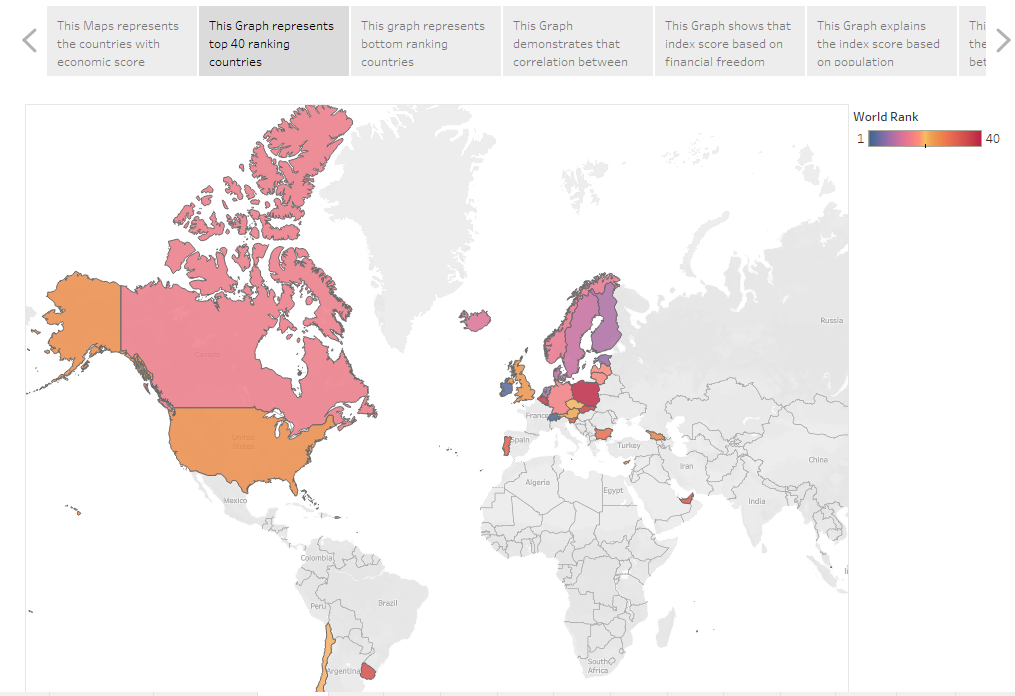 This Maps represents
the countries with
economic score
This Graph represents
top 40 ranking
countries
This graph represents
bottom ranking
countries
This Graph
demonstrates that
correlation between
This Graph shows that
index score based on
financial freedom
This Graph explains
the index score based
on population
Thi
the
bet
World Rank
1
40
Russia
Canada
United
States
France
Spain
Turkey
Iran
China
Algeria
Egypt
India
Mexico
Colombia
Peru
Brazil
South
Africa
Argentina